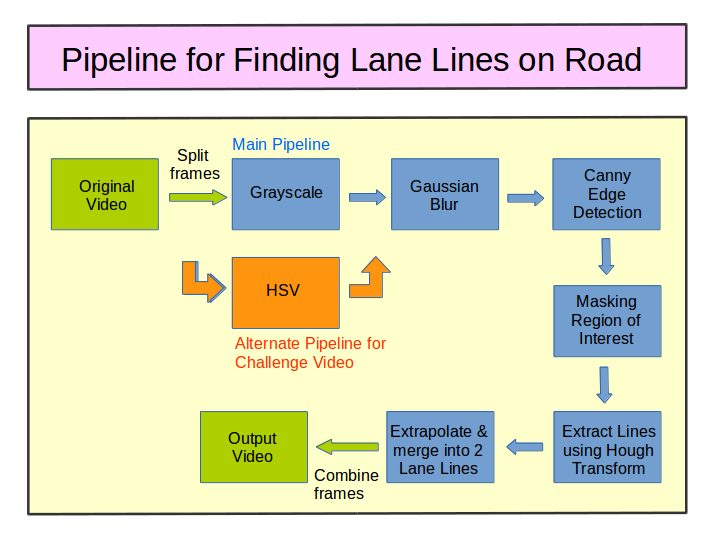 Pipeline for Finding Lane Lines on Road
Main Pipeline
Split
frames
Original
Video
Grayscale
Gaussian
Blur
Canny
Edge
Detection
HSV
Alternate Pipeline for
Challenge Video
Masking
Region of
Interest
Extract Lines
using Hough
Transform
Extrapolate &
merge into 2
Lane Lines
Combine
frames
Output
Video